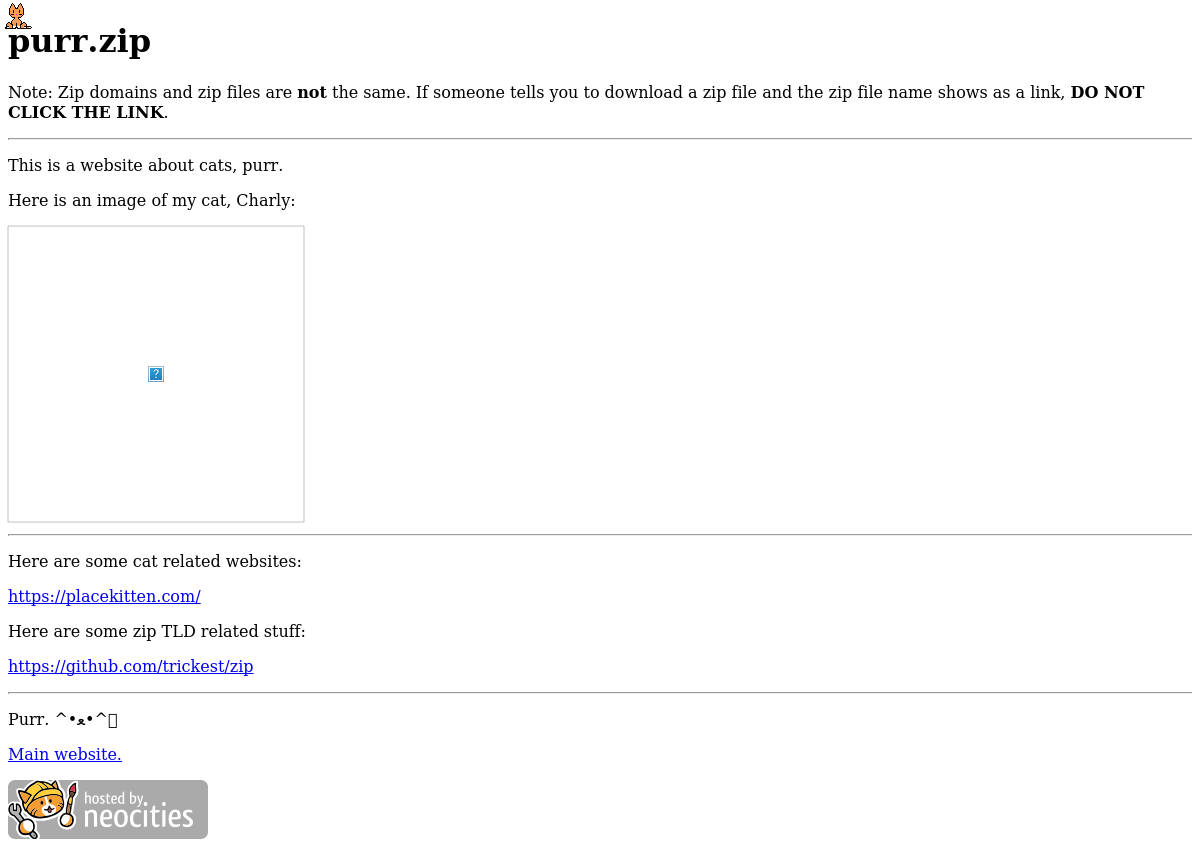 purr.zip
Note: Zip domains and zip files are not the same. If someone tells you to download a zip file and the zip file name shows as a link, DO NOT
CLICK THE LINK.
This is a website about cats, purr.
Here is an image of my cat, Charly:
?
Here are some cat related websites:
https://placekitten.com/
Here are some zip TLD related stuff:
https://github.com/trickest/zip
Purr. ^•ﻌ•^
Main website.
hosted by
neocities